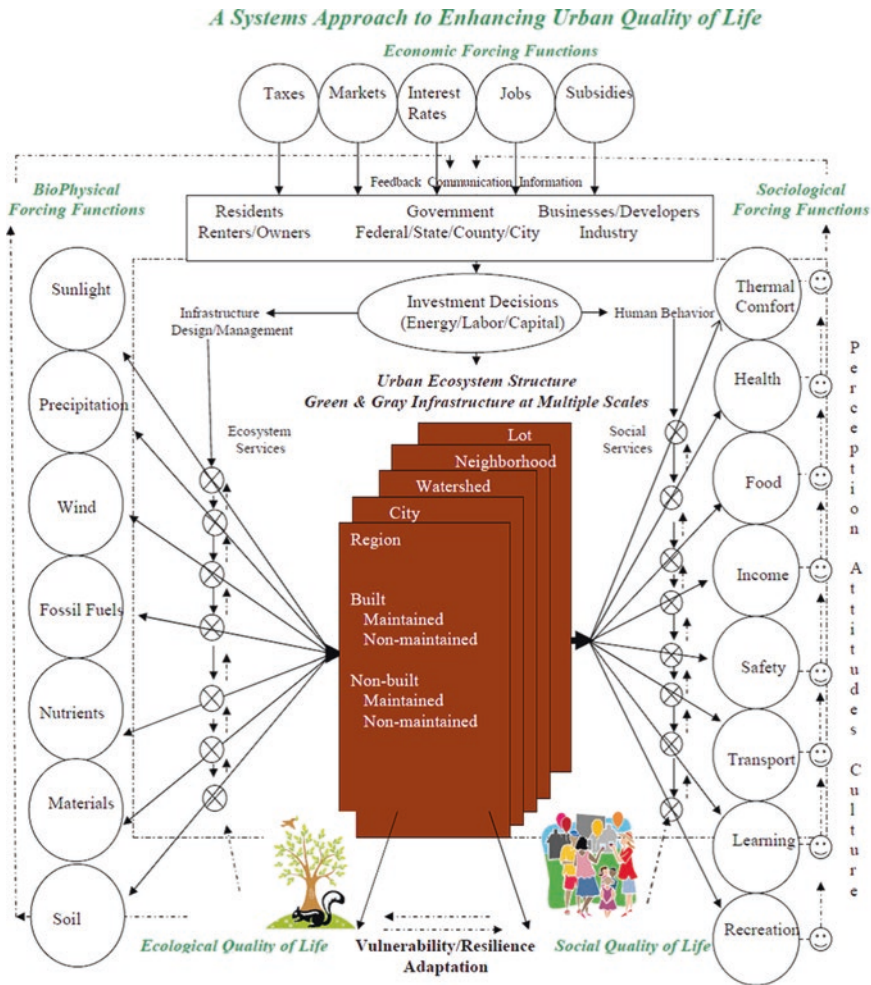 A Systems Approach to Enhancing Urban Quality of Life
Economic Forcing Functions
Taxes
Markets
Interest
Rates
Jobs
Subsidies
Feedback Communication Information
BioPhysical
Forcing Functions
Sociological
Forcing Functions
Residents
Renters/Owners
Government
Federal/State/County/City
Businesses/Developers
Industry
Sunlight
Precipitation
Wind
Fossil Fuels
Nutrients
Materials
Soil
Infrastructure
Design/Management
Investment Decisions
(Energy/Labor/Capital)
Human Behavior
Urban Ecosystem Structure
Green & Gray Infrastructure at Multiple Scales
Ecosystem
Services
Social
Services
Lot
Neighborhood
Watershed
City
Region
Built
Maintained
Non-maintained
Non-built
Maintained
Non-maintained
Thermal
Comfort
Health
Food
Income
Safety
Transport
Learning
Recreation
Perception Attitudes Culture
Ecological Quality of Life
Vulnerability/Resilience
Adaptation
Social Quality of Life